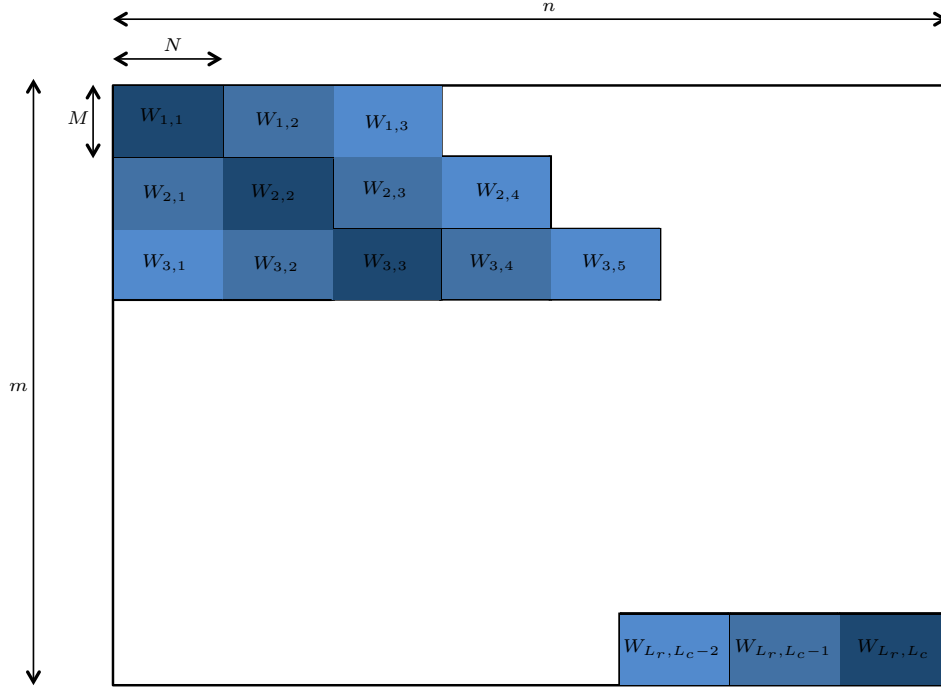 n
N
M
W_{1,1} W_{1,2} W_{1,3}
W_{2,1} W_{2,2} W_{2,3} W_{2,4}
W_{3,1} W_{3,2} W_{3,3} W_{3,4} W_{3,5}
m
W_{L_r,L_c-2} W_{L_r,L_c-1} W_{L_r,L_c}